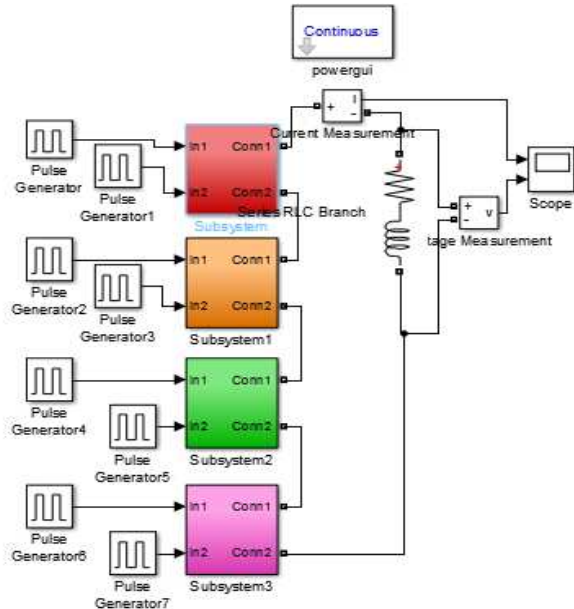 Continuous
powergui
Pulse
Generator
Pulse
Generator1
In1
Conn1
In2
Conn2
Subsystem
+
i
-
Current Measurement
Series RLC Branch
+
-
v
tage Measurement
Scope
+
Pulse
Generator2
Pulse
Generator3
In1
Conn1
In2
Conn2
Subsystem1
Pulse
Generator4
Pulse
Generator5
In1
Conn1
In2
Conn2
Subsystem2
Pulse
Generator6
Pulse
Generator7
In1
Conn1
In2
Conn2
Subsystem3